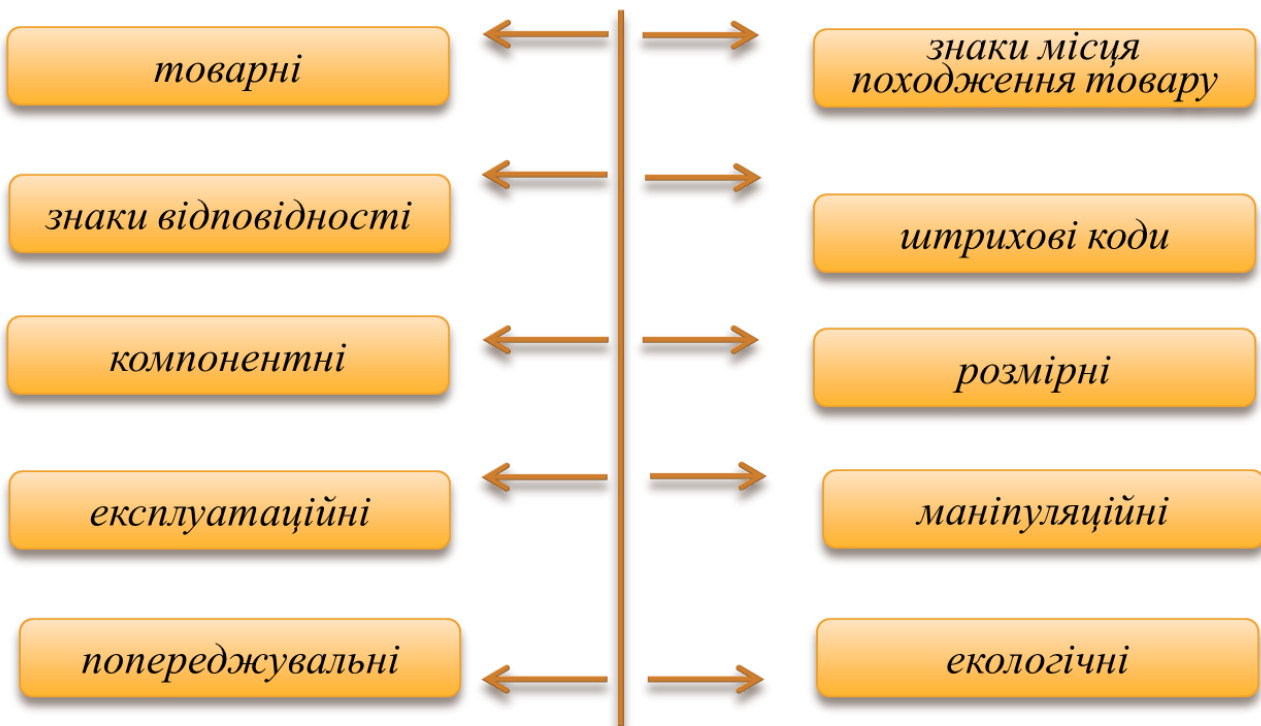 товарні
знаки місця
походження товару
знаки відповідності
штрихові коди
компонентні
розмірні
експлуатаційні
маніпуляційні
попереджувальні
екологічні